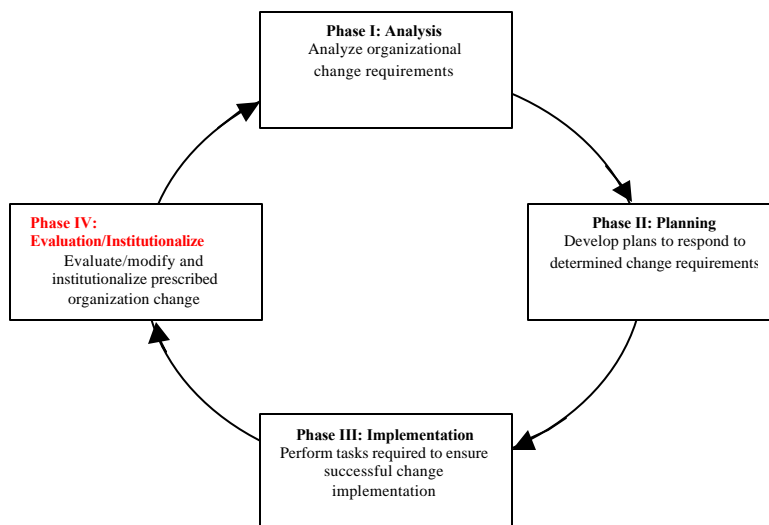 Phase I: Analysis
Analyze organizational
change requirements
Phase II: Planning
Develop plans to respond to
determined change requirements
Phase III: Implementation
Perform tasks required to ensure
successful change
implementation
Phase IV:
Evaluation/Institutionalize
Evaluate/modify and
institutionalize prescribed
organization change